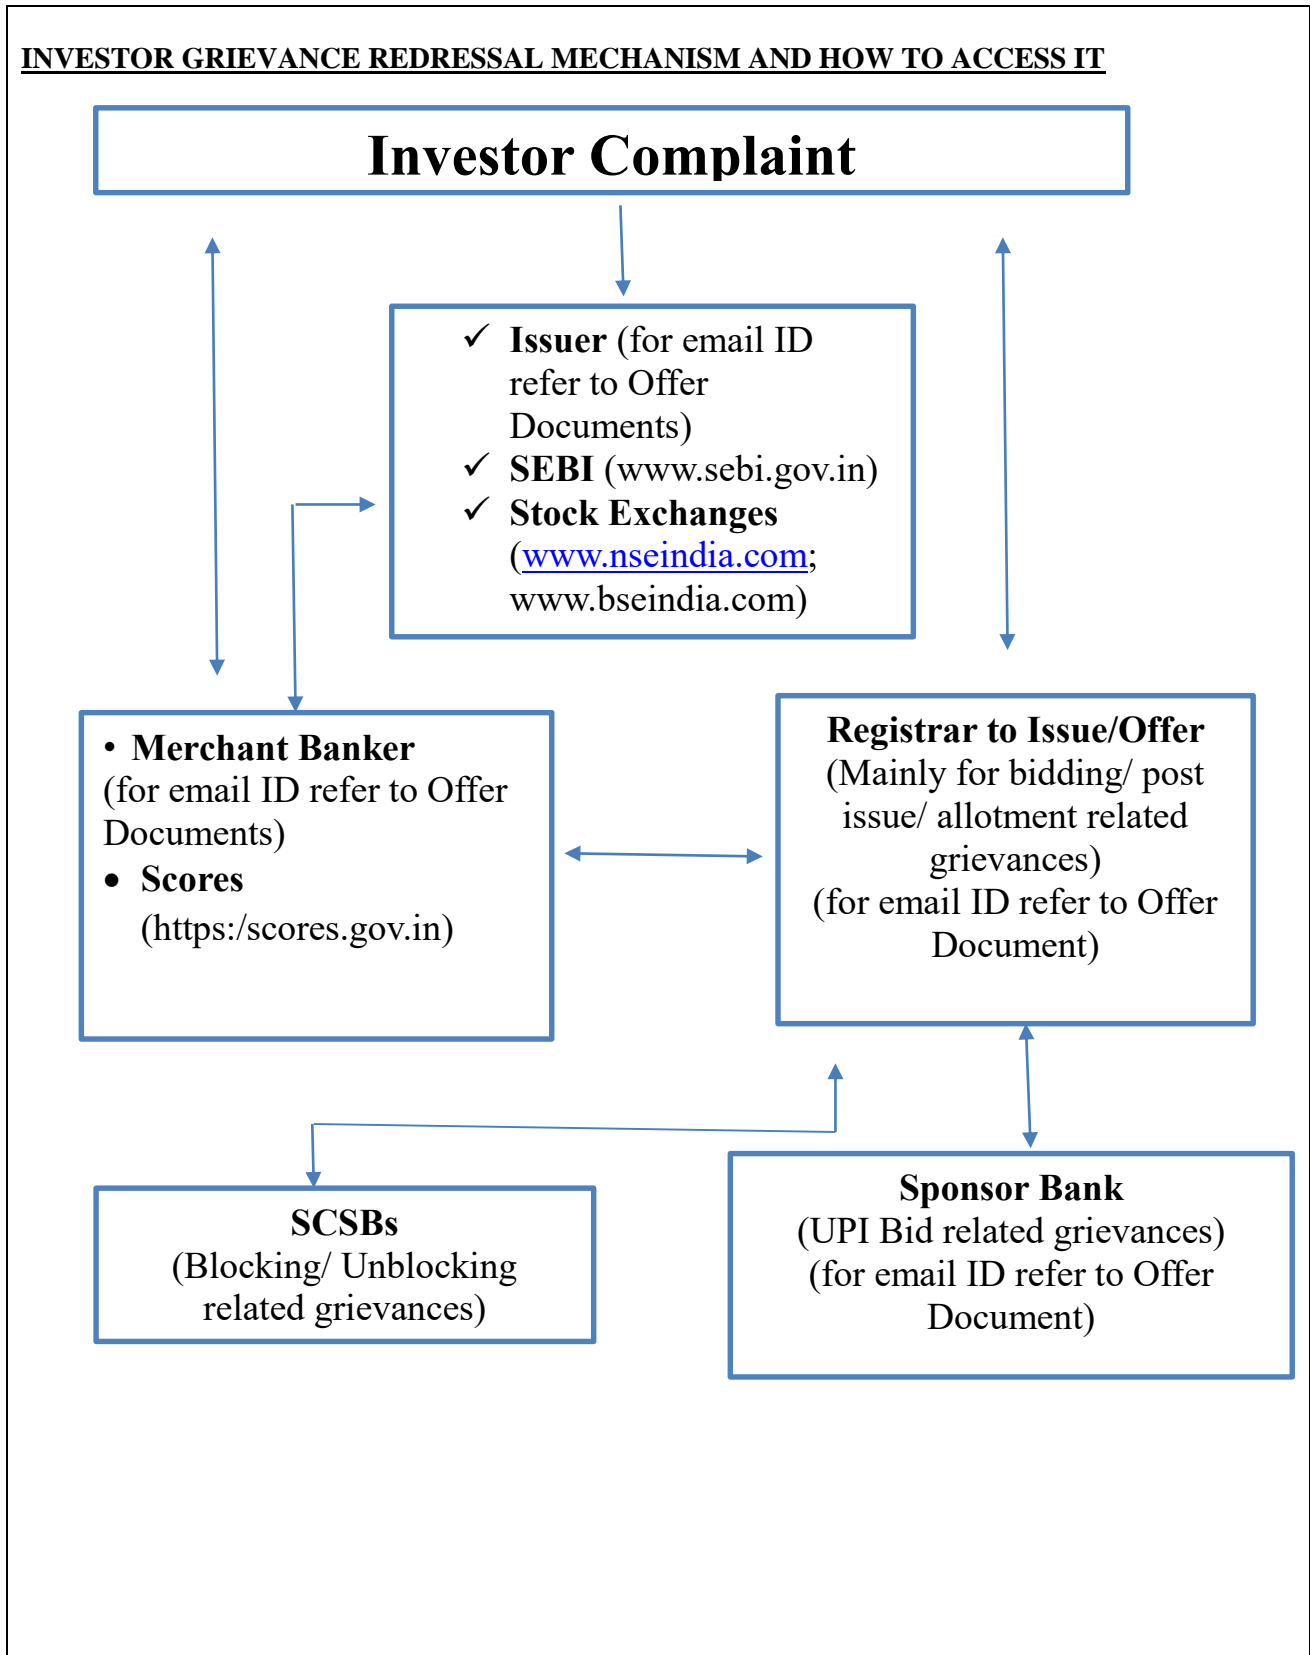 INVESTOR GRIEVANCE REDRESSAL MECHANISM AND HOW TO ACCESS IT
Investor Complaint
✓ Issuer (for email ID
refer to Offer
Documents)
✓ SEBI (www.sebi.gov.in)
✓ Stock Exchanges
(www.nseindia.com;
www.bseindia.com)
• Merchant Banker
(for email ID refer to Offer
Documents)
• Scores
(https:/scores.gov.in)
Registrar to Issue/Offer
(Mainly for bidding/ post
issue/ allotment related
grievances)
(for email ID refer to Offer
Document)
SCSBs
(Blocking/ Unblocking
related grievances)
Sponsor Bank
(UPI Bid related grievances)
(for email ID refer to Offer
Document)